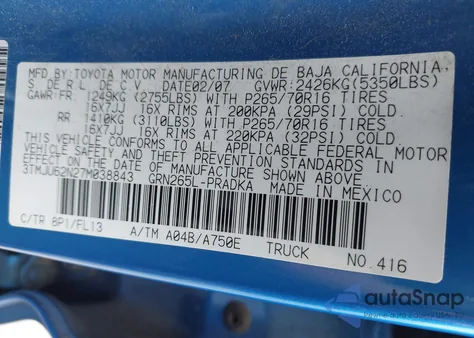 MFD. BY: TOYOTA MOTOR MANUFACTURING DE BAJA CALIFORNIA
S DE R.L. DE C.V. DATE 02/07 GVWR: 2426KG(5350LBS)
GAWR: FR 1249KG (2755LBS) WITH P265/70R16 TIRES
16X7JJ 16X RIMS AT 200KPA (29PSI) COLD
RR 1410KG (3110LBS) WITH P265/70R16 TIRES
16X7JJ 16X RIMS AT 220KPA (32PSI) COLD
THIS VEHICLE CONFORMS TO ALL APPLICABLE FEDERAL MOTOR
VEHICLE SAFETY AND THEFT PREVENTION STANDARDS IN
EFFECT ON THE DATE OF MANUFACTURE SHOWN ABOVE.
3TMJU62N27M038843 GRN265L-PRADKA MADE IN MEXICO
C/TR 8P1/FL13 A/TM A04B/A750E TRUCK NO.416
autoSnap